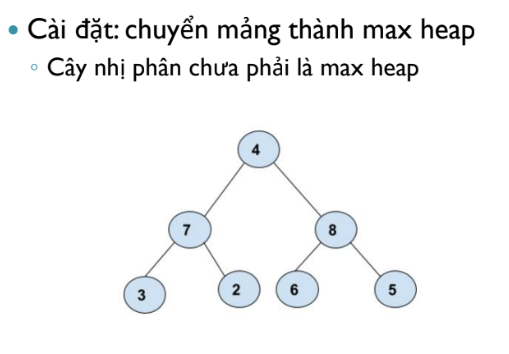 • Cài đặt: chuyển mảng thành max heap
◦ Cây nhị phân chưa phải là max heap
4
7 8
3 2 6 5